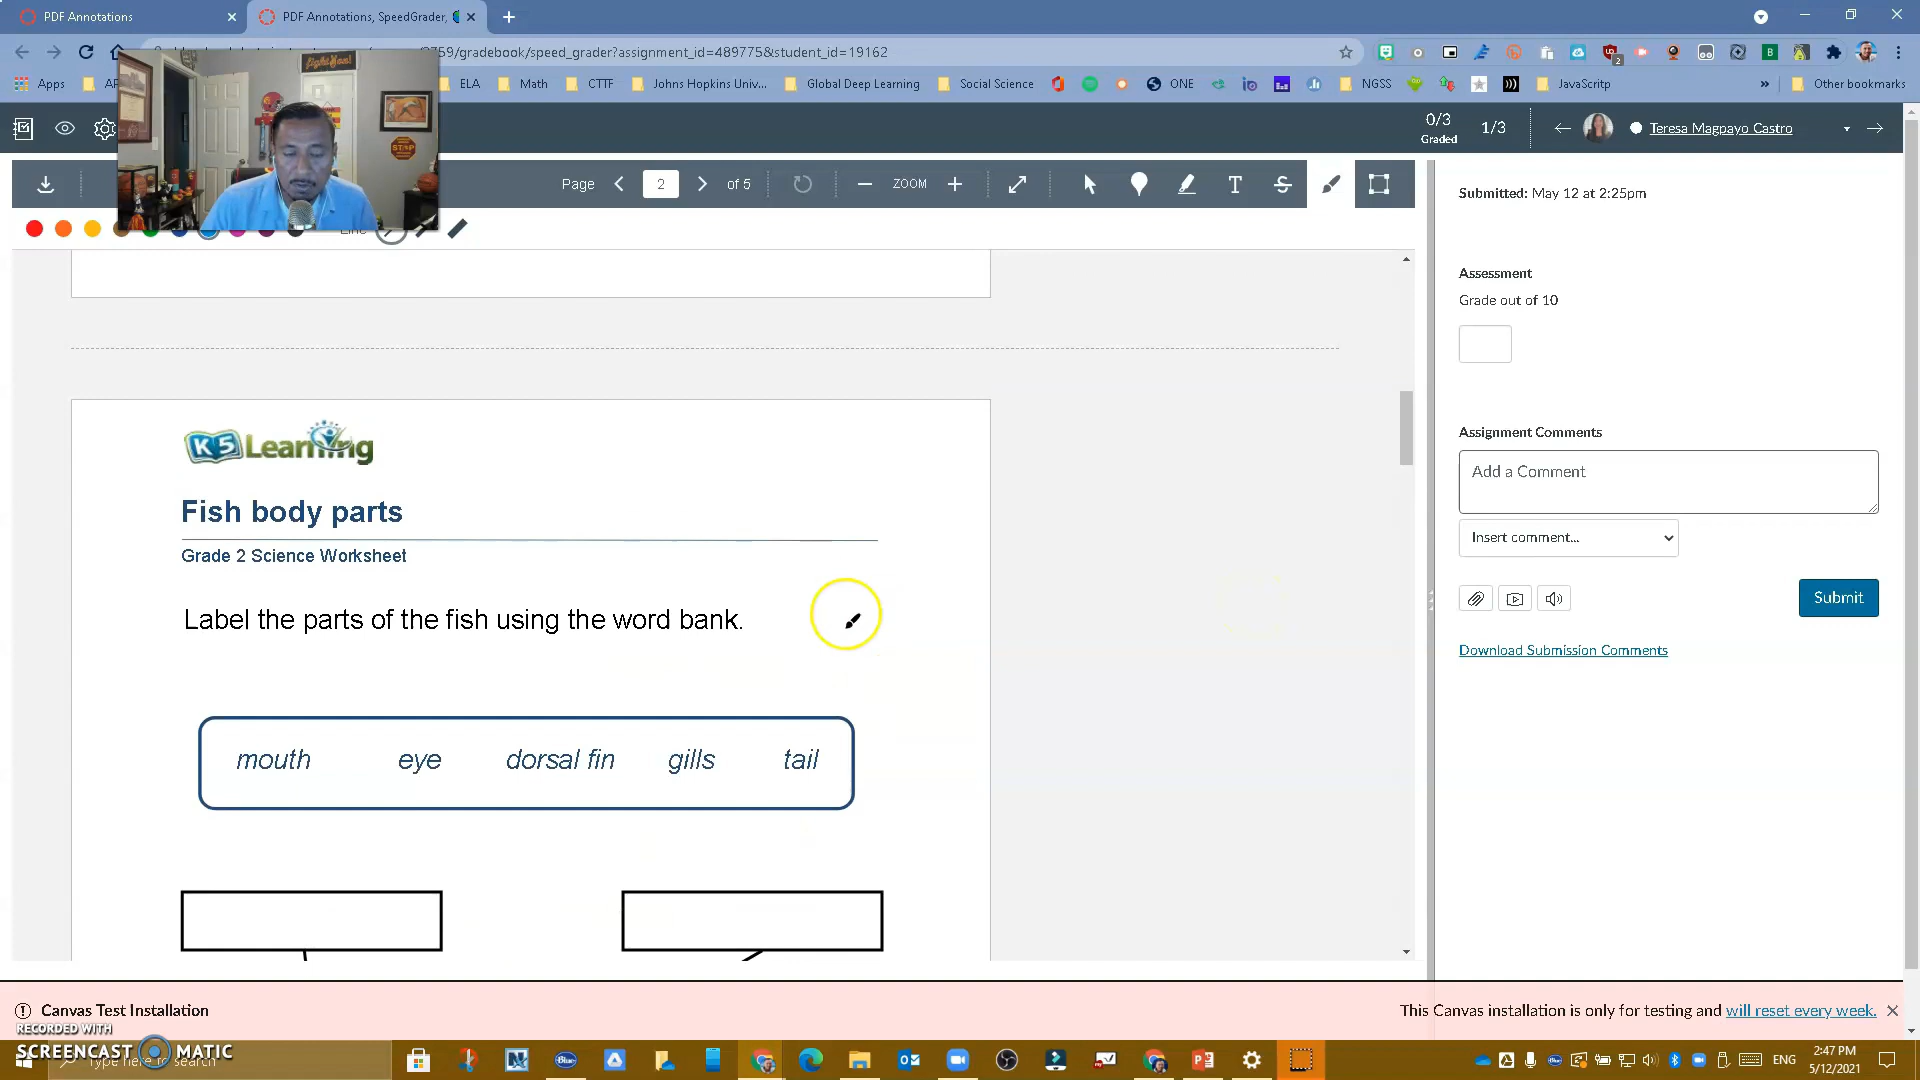 PDF Annotations
PDF Annotations, SpeedGrader,
759/gradebook/speed_grader?assignment_id=489775&student_id=19162
Apps
ELA
Math
CTTF
Johns Hopkins Univ...
Global Deep Learning
Social Science
ONE
NGSS
JavaScritp
»
Other bookmarks
0/3
Graded
1/3
Teresa Magpayo Castro
Page
2
of 5
ZOOM
T
Submitted: May 12 at 2:25pm
Assessment
Grade out of 10
Assignment Comments
Add a Comment
Insert comment...
Submit
Download Submission Comments
K5 Learning
Fish body parts
Grade 2 Science Worksheet
Label the parts of the fish using the word bank.
mouth eye dorsal fin gills tail
Canvas Test Installation
This Canvas installation is only for testing and will reset every week.
RECORDED WITH
SCREENCAST MATIC
Type here to search
ENG
2:47 PM
5/12/2021